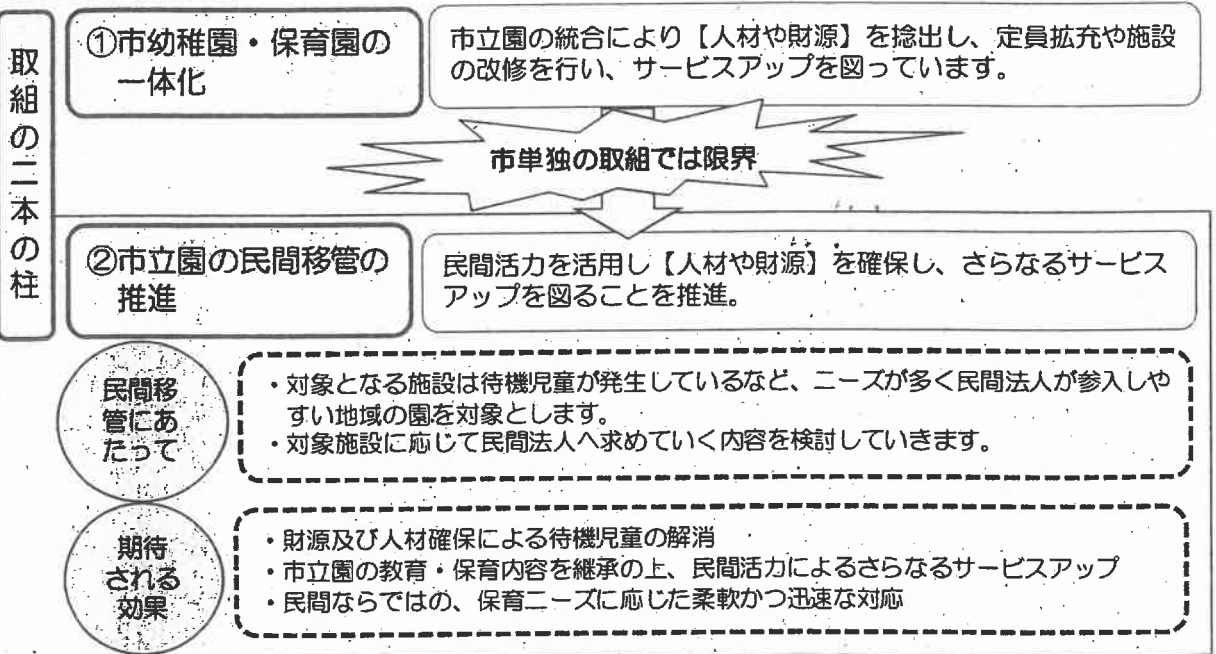 取組の二本の柱
①市幼稚園・保育園の
一体化
市立園の統合により【人材や財源】を捻出し、定員拡充や施設
の改修を行い、サービスアップを図っています。
市単独の取組では限界
②市立園の民間移管の
推進
民間活力を活用し【人材や財源】を確保し、さらなるサービス
アップを図ることを推進。
民間移
管にあ
たって
・対象となる施設は待機児童が発生しているなど、ニーズが多く民間法人が参入しや
すい地域の園を対象とします。
・対象施設に応じて民間法人へ求めていく内容を検討していきます。
期待
される
効果
・財源及び人材確保による待機児童の解消
・市立園の教育・保育内容を継承の上、民間活力によるさらなるサービスアップ
・民間ならではの、保育ニーズに応じた柔軟かつ迅速な対応